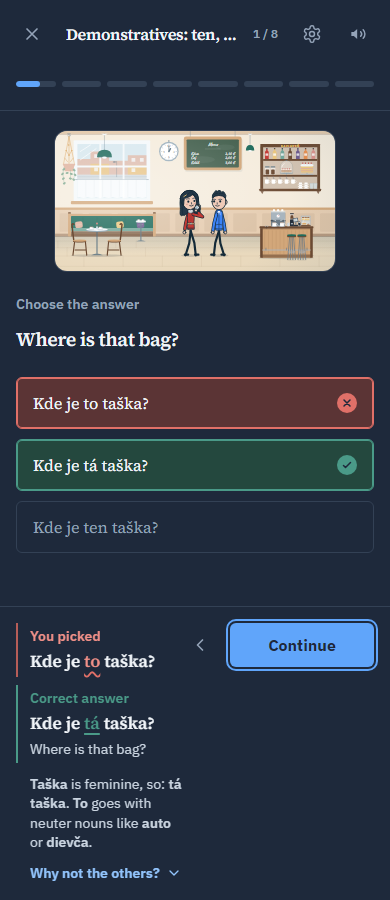 Demonstratives: ten, ...
1 / 8
Choose the answer
Where is that bag?
Kde je to taška?
Kde je tá taška?
Kde je ten taška?
You picked
Kde je to taška?
Continue
Correct answer
Kde je tá taška?
Where is that bag?
Taška is feminine, so: tá
taška. To goes with
neuter nouns like auto
or dievča.
Why not the others?